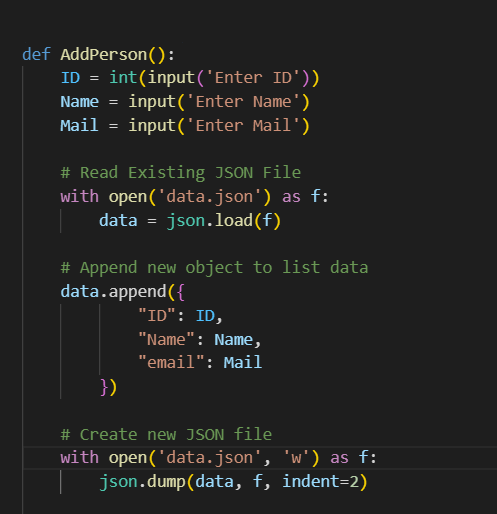 def AddPerson():
    ID = int(input('Enter ID'))
    Name = input('Enter Name')
    Mail = input('Enter Mail')
    # Read Existing JSON File
    with open('data.json') as f:
        data = json.load(f)
    # Append new object to list data
    data.append({
            "ID": ID,
            "Name": Name,
            "email": Mail
        })
    # Create new JSON file
    with open('data.json', 'w') as f:
        json.dump(data, f, indent=2)